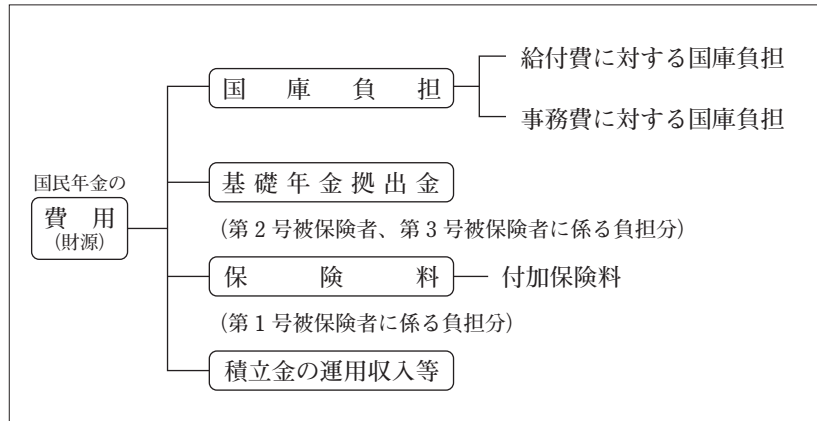 国庫負担
給付費に対する国庫負担
事務費に対する国庫負担
国民年金の
費用
(財源)
基礎年金拠出金
(第2号被保険者、第3号被保険者に係る負担分)
保険料
付加保険料
(第1号被保険者に係る負担分)
積立金の運用収入等